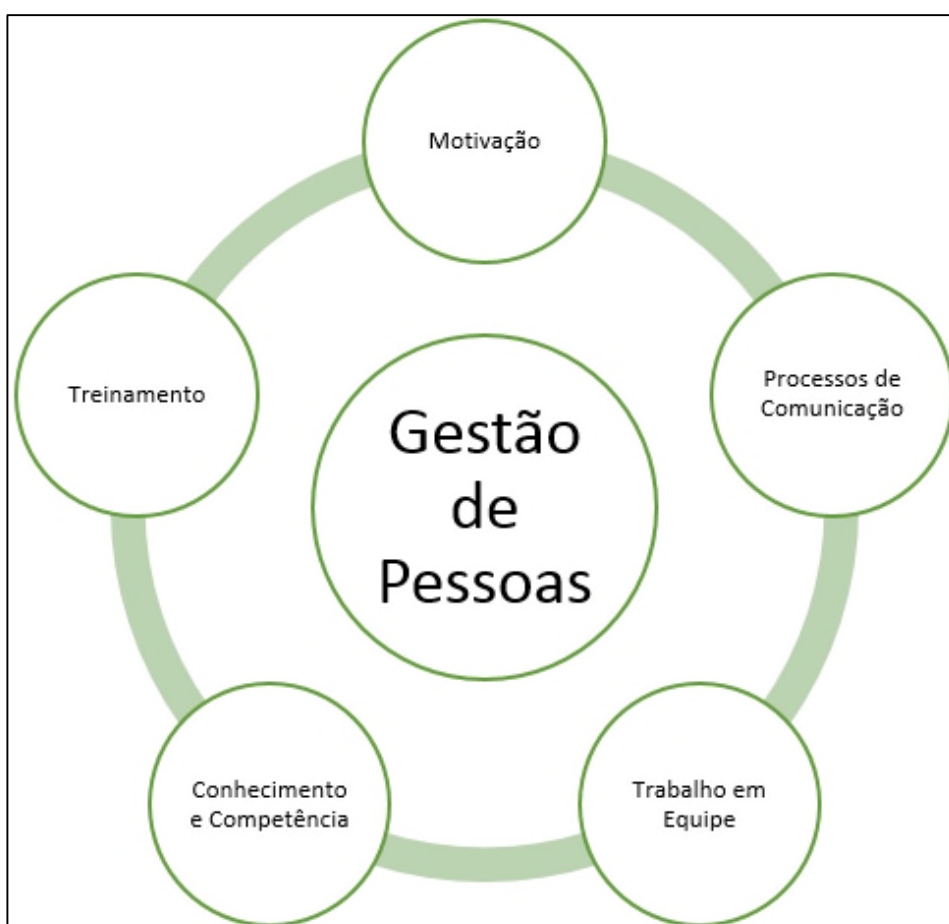 Motivação
Processos de
Comunicação
Trabalho em
Equipe
Conhecimento
e Competência
Treinamento
Gestão
de
Pessoas